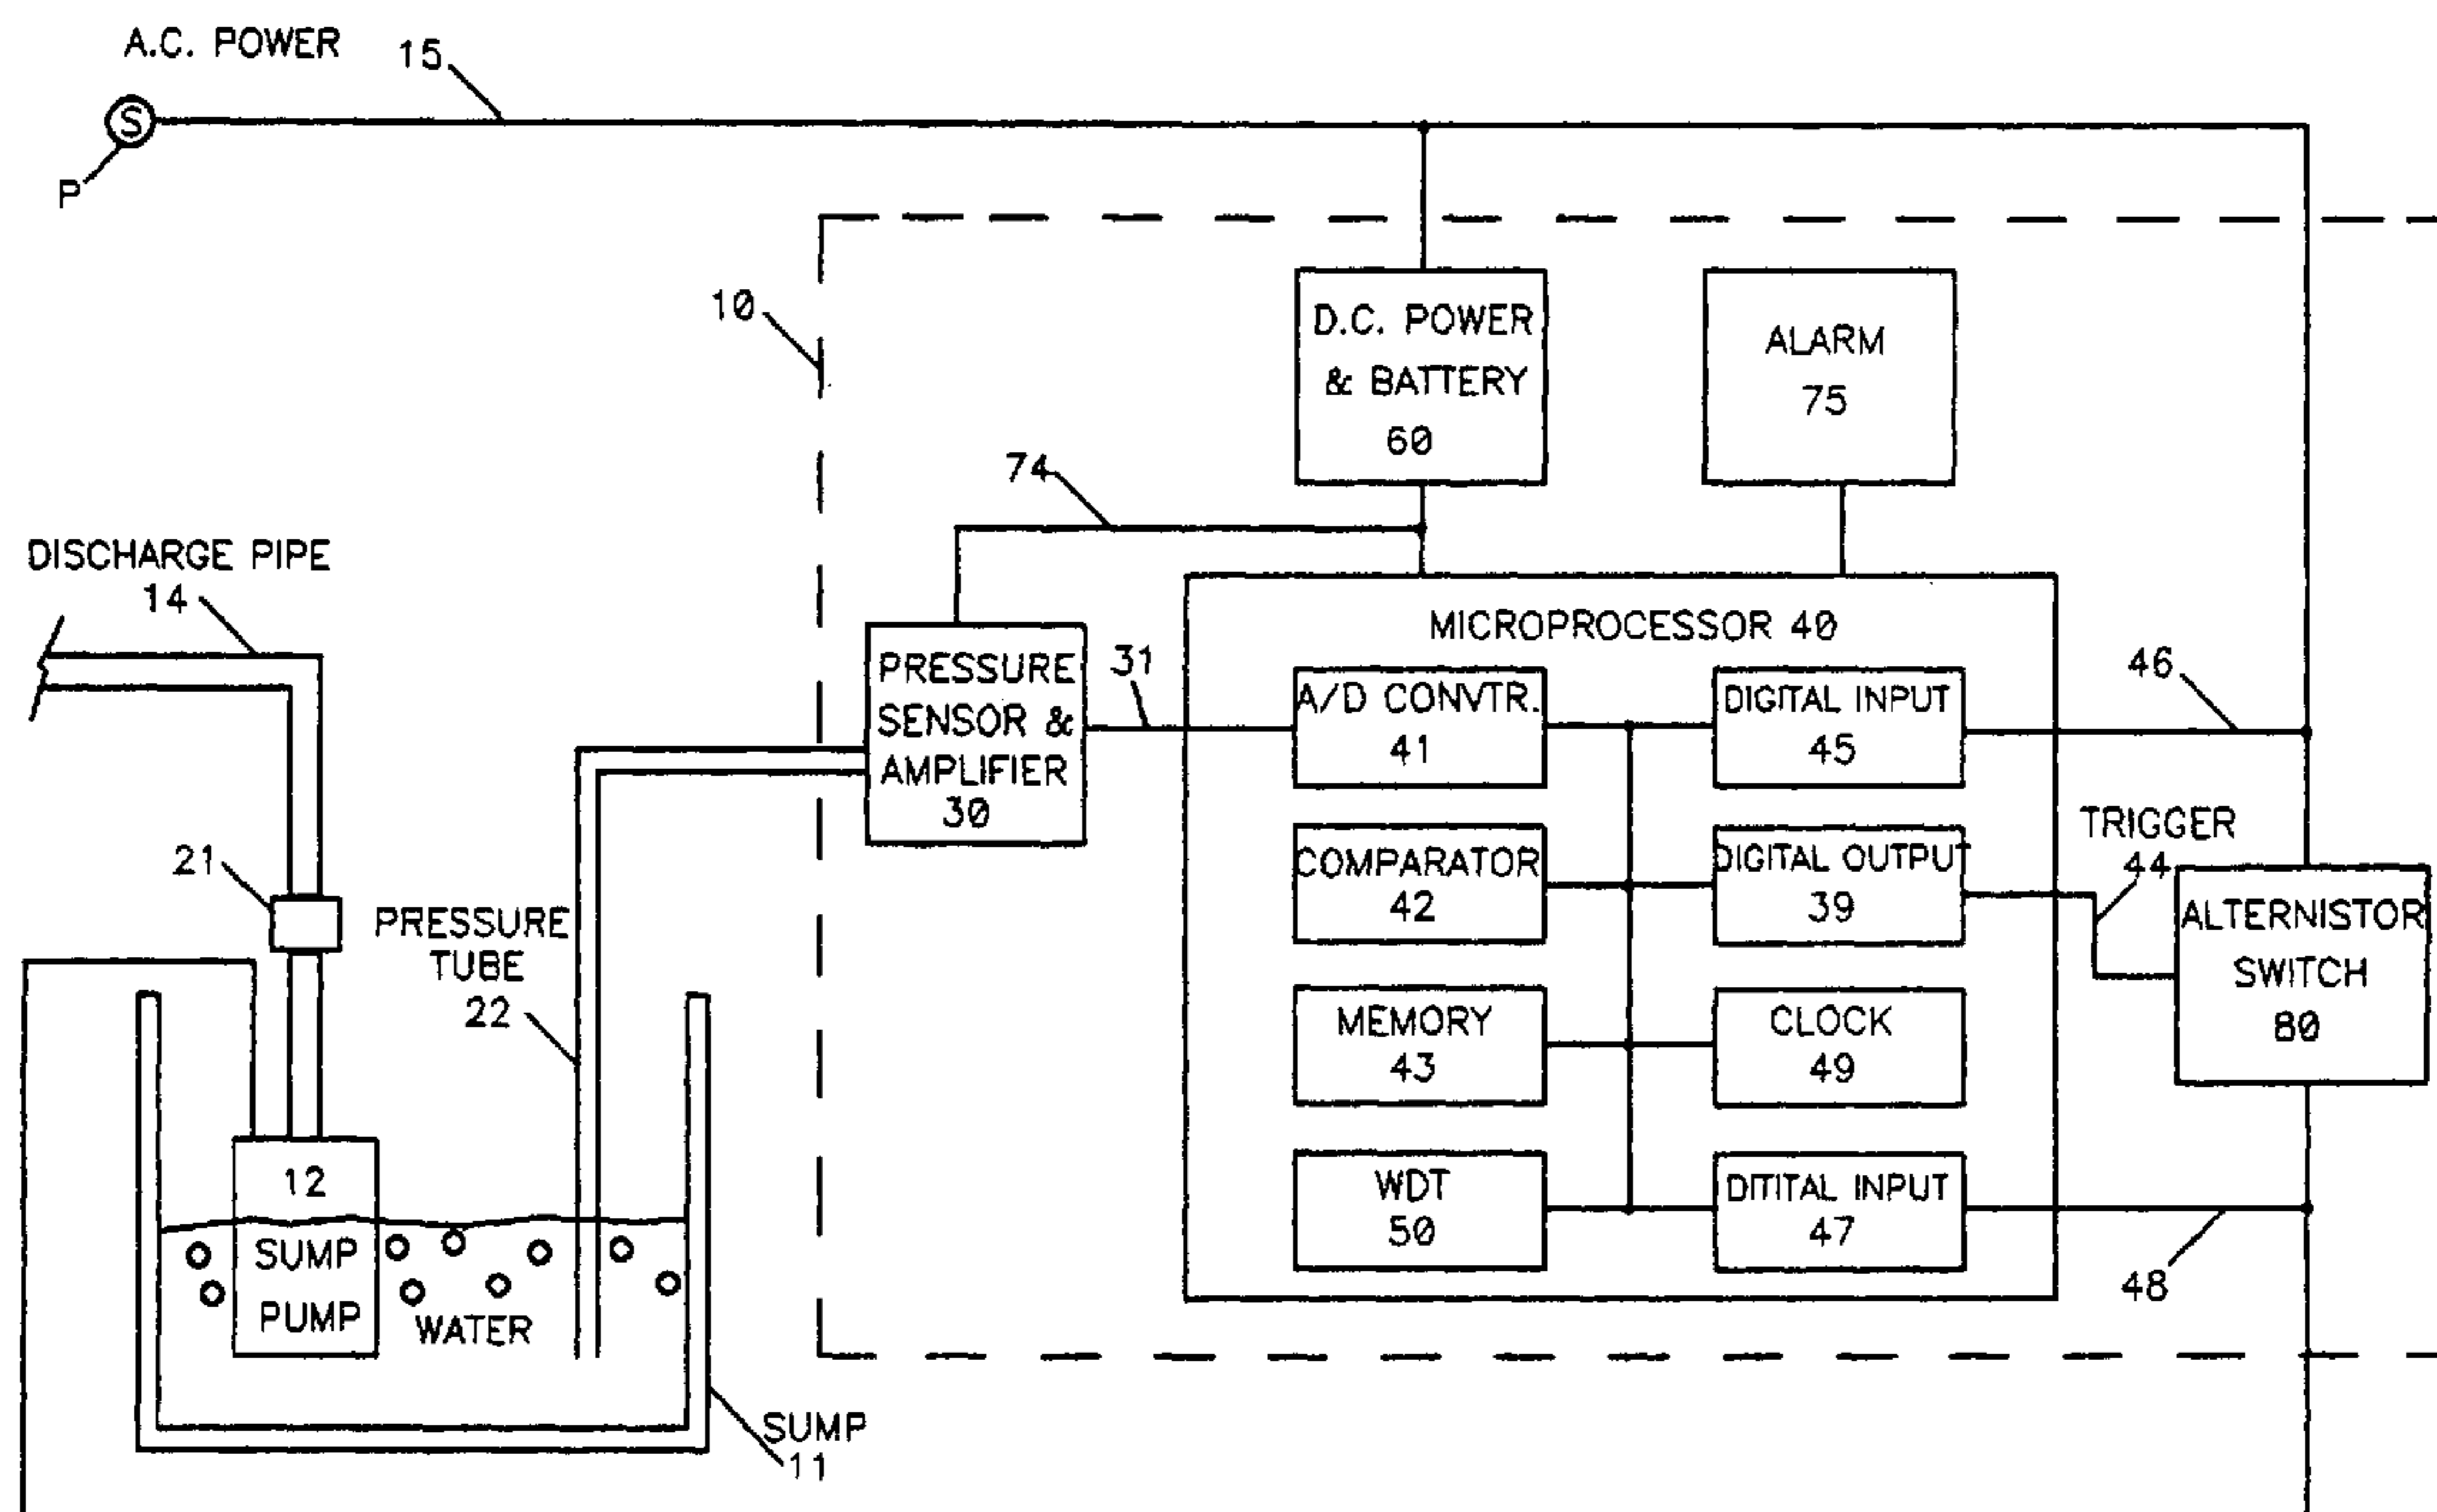 A.C. POWER
15
S
P
10
D.C. POWER
& BATTERY
60
ALARM
75
74
DISCHARGE PIPE
14
MICROPROCESSOR 40
PRESSURE
SENSOR &
AMPLIFIER
30
31
A/D CONVTR.
41
DIGITAL INPUT
45
46
21
PRESSURE
TUBE
22
COMPARATOR
42
DIGITAL OUTPUT
39
TRIGGER
44
ALTERNISTOR
SWITCH
80
MEMORY
43
CLOCK
49
12
SUMP
PUMP
WATER
WDT
50
DITITAL INPUT
47
48
SUMP
11